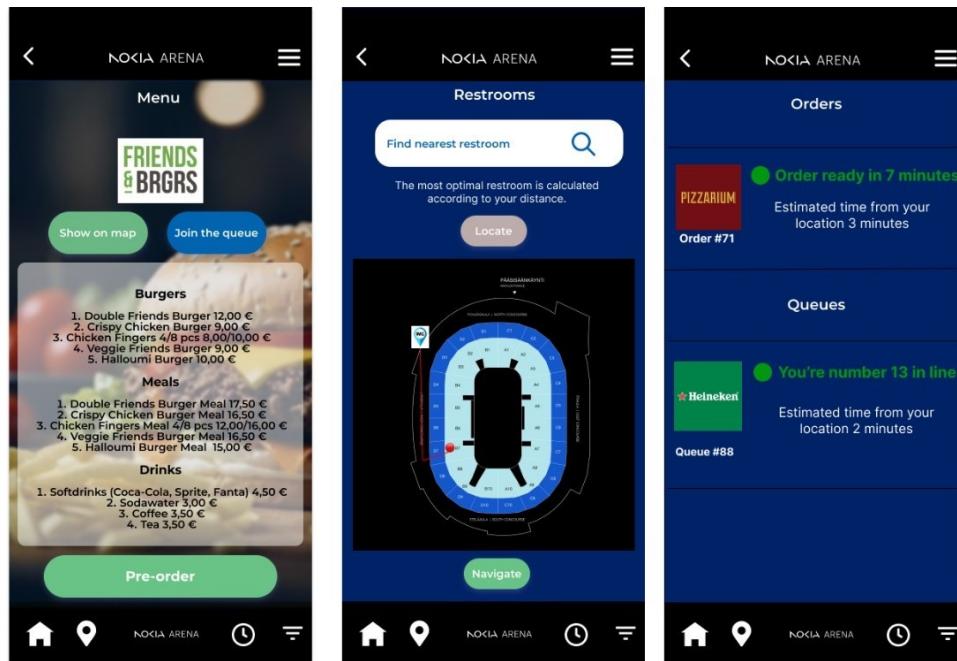 NOKIA ARENA
Menu
FRIENDS
& BRGRS
Show on map
Join the queue
Burgers
1. Double Friends Burger 12,00 €
2. Crispy Chicken Burger 9,00 €
3. Chicken Fingers 4/8 pcs 8,00/10,00 €
4. Veggie Friends Burger 9,00 €
5. Halloumi Burger 10,00 €
Meals
1. Double Friends Burger Meal 17,50 €
2. Crispy Chicken Burger Meal 16,50 €
3. Chicken Fingers Meal 4/8 pcs 12,00/16,00 €
4. Veggie Friends Burger Meal 16,50 €
5. Halloumi Burger Meal 15,00 €
Drinks
1. Softdrinks (Coca-Cola, Sprite, Fanta) 4,50 €
2. Sodawater 3,00 €
3. Coffee 3,50 €
4. Tea 3,50 €
Pre-order
NOKIA ARENA
NOKIA ARENA
Restrooms
Find nearest restroom
The most optimal restroom is calculated
according to your distance.
Locate
PÄÄSISÄÄNKÄYNTI
WC
Navigate
NOKIA ARENA
NOKIA ARENA
Orders
PIZZARIUM
Order #71
Order ready in 7 minutes
Estimated time from your
location 3 minutes
Queues
Heineken
Queue #88
You're number 13 in line
Estimated time from your
location 2 minutes
NOKIA ARENA